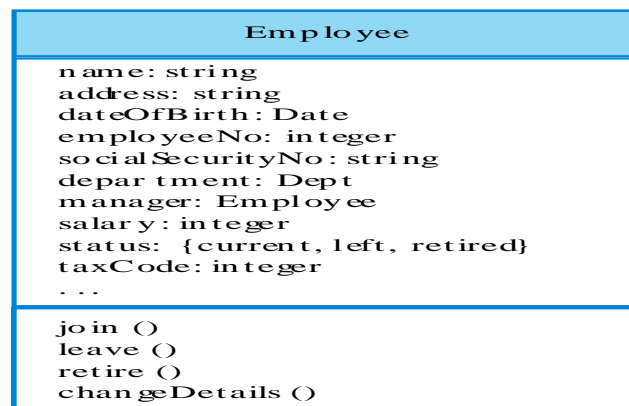 Employee
name: string
address: string
dateOfBirth: Date
employeeNo: integer
socialSecurityNo: string
department: Dept
manager: Employee
salary: integer
status: {current, left, retired}
taxCode: integer
. . .
join ()
leave ()
retire ()
changeDetails ()